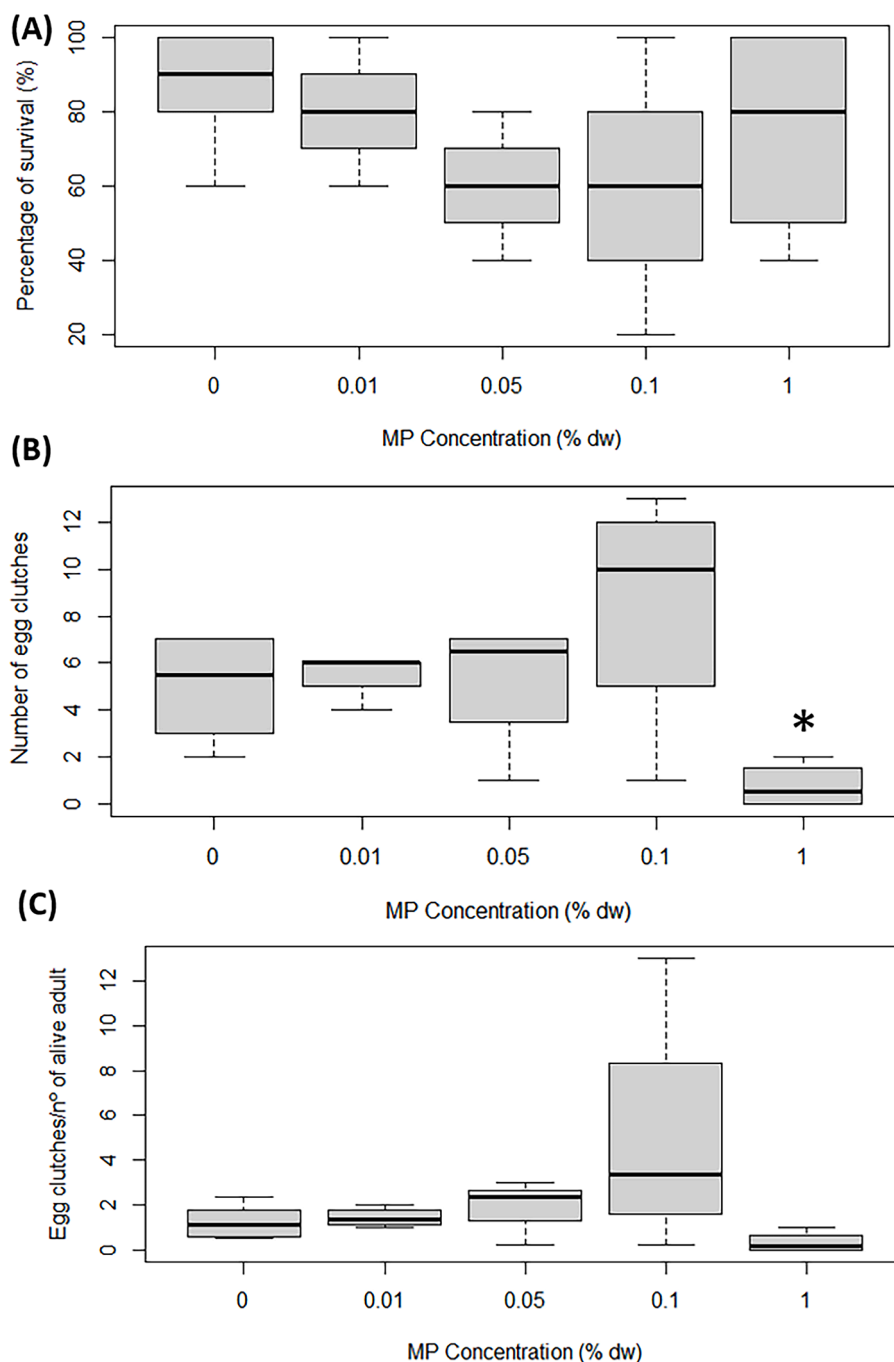 (A)
Percentage of survival (%)
100
80
60
40
20
0 0.01 0.05 0.1 1
MP Concentration (% dw)
(B)
Number of egg clutches
12
10
8
6
4
2
0
*
0 0.01 0.05 0.1 1
MP Concentration (% dw)
(C)
Egg clutches/nº of alive adult
12
8
6
4
2
0
0 0.01 0.05 0.1 1
MP Concentration (% dw)